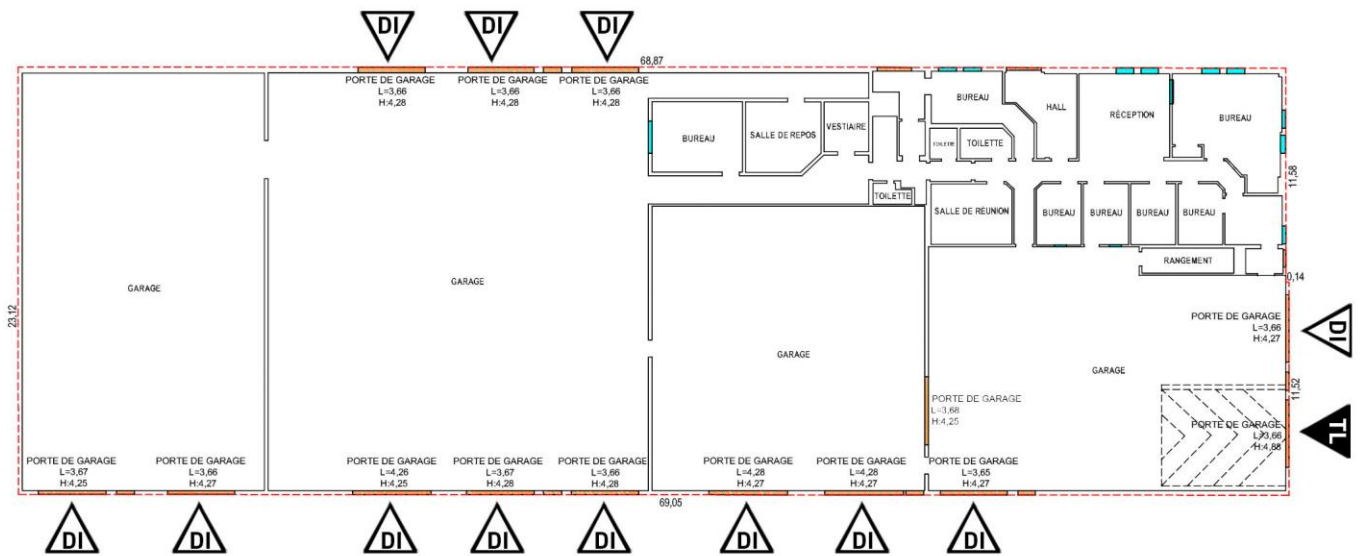 DI
DI
DI
68,87
PORTE DE GARAGE
L=3,66
H:4,28
PORTE DE GARAGE
L=3,66
H:4,28
PORTE DE GARAGE
L=3,66
H:4,28
BUREAU
HALL
RÉCEPTION
BUREAU
BUREAU
SALLE DE REPOS
VESTIAIRE
TOILETTE
TOILETTE
11,58
TOILETTE
SALLE DE RÉUNION
BUREAU
BUREAU
BUREAU
BUREAU
RANGEMENT
0,14
GARAGE
GARAGE
23,12
PORTE DE GARAGE
L=3,66
H:4,27
DI
GARAGE
GARAGE
11,52
PORTE DE GARAGE
L=3,68
H:4,25
PORTE DE GARAGE
L=3,66
H:4,88
TL
PORTE DE GARAGE
L=3,67
H:4,25
PORTE DE GARAGE
L=3,66
H:4,27
PORTE DE GARAGE
L=4,26
H:4,25
PORTE DE GARAGE
L=3,67
H:4,28
PORTE DE GARAGE
L=3,66
H:4,28
PORTE DE GARAGE
L=4,28
H:4,27
PORTE DE GARAGE
L=4,28
H:4,27
PORTE DE GARAGE
L=3,65
H:4,27
69,05
DI
DI
DI
DI
DI
DI
DI
DI